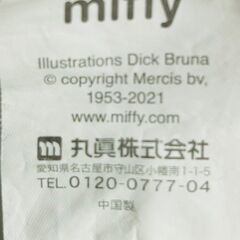 miffy
Illustrations Dick Bruna
© copyright Mercis bv,
1953-2021
www.miffy.com
丸眞株式会社
愛知県名古屋市守山区小幡南1-1-5
TEL.0120-0777-04
中国製